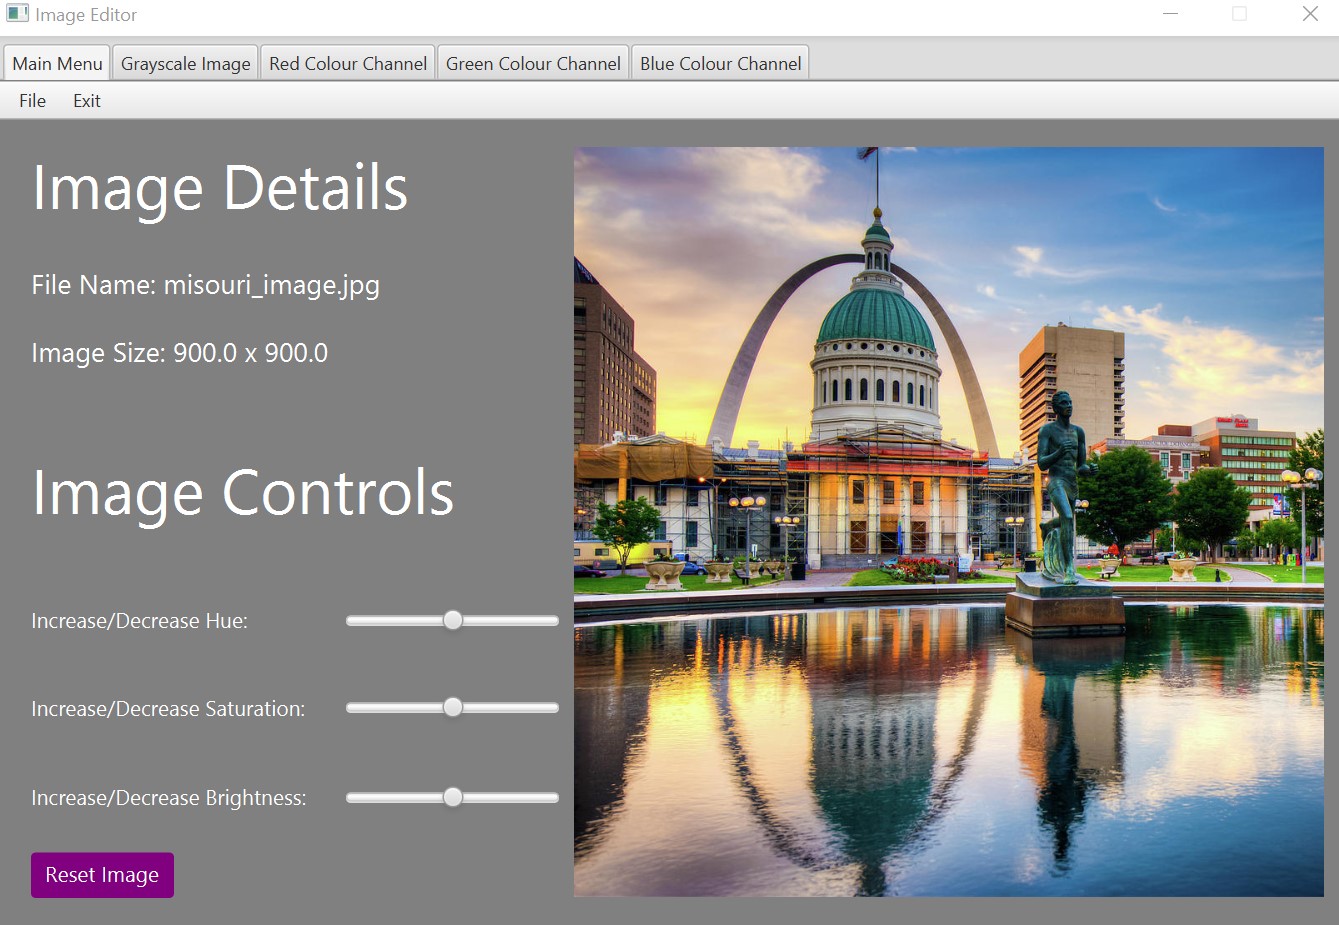 Image Editor
Main Menu
Grayscale Image
Red Colour Channel
Green Colour Channel
Blue Colour Channel
File
Exit
Image Details
File Name: misouri_image.jpg
Image Size: 900.0 x 900.0
Image Controls
Increase/Decrease Hue:
Increase/Decrease Saturation:
Increase/Decrease Brightness:
Reset Image